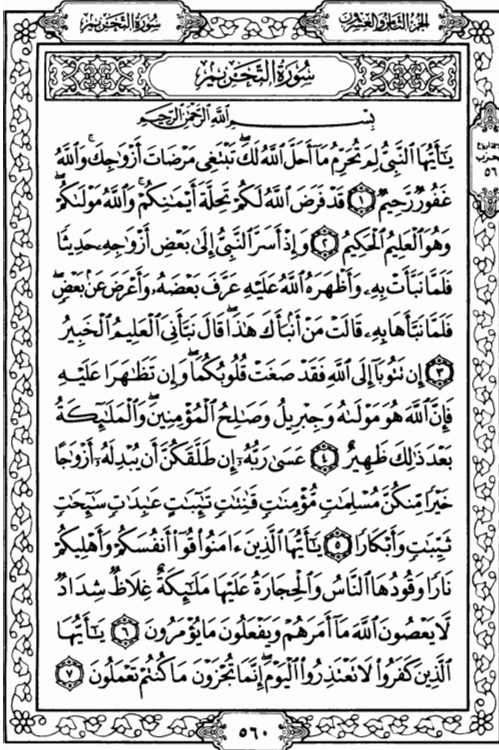 سُورَةُ التَّحْرِيمِ
الجزء الثامن والعشرون
سُورَةُ التَّحْرِيمِ
بِسْمِ اللَّهِ الرَّحْمَٰنِ الرَّحِيمِ
يَٰٓأَيُّهَا ٱلنَّبِىُّ لِمَ تُحَرِّمُ مَآ أَحَلَّ ٱللَّهُ لَكَۖ تَبْتَغِى مَرْضَاتَ أَزْوَٰجِكَۚ وَٱللَّهُ
غَفُورٌ رَّحِيمٌ ١ قَدْ فَرَضَ ٱللَّهُ لَكُمْ تَحِلَّةَ أَيْمَٰنِكُمْۚ وَٱللَّهُ مَوْلَىٰكُمْۖ
وَهُوَ ٱلْعَلِيمُ ٱلْحَكِيمُ ٢ وَإِذْ أَسَرَّ ٱلنَّبِىُّ إِلَىٰ بَعْضِ أَزْوَٰجِهِۦ حَدِيثًا
فَلَمَّا نَبَّأَتْ بِهِۦ وَأَظْهَرَهُ ٱللَّهُ عَلَيْهِ عَرَّفَ بَعْضَهُۥ وَأَعْرَضَ عَنۢ بَعْضٍۖ
فَلَمَّا نَبَّأَهَا بِهِۦ قَالَتْ مَنْ أَنۢبَأَكَ هَٰذَاۖ قَالَ نَبَّأَنِىَ ٱلْعَلِيمُ ٱلْخَبِيرُ
٣ إِن تَتُوبَآ إِلَى ٱللَّهِ فَقَدْ صَغَتْ قُلُوبُكُمَاۖ وَإِن تَظَٰهَرَا عَلَيْهِ
فَإِنَّ ٱللَّهَ هُوَ مَوْلَىٰهُ وَجِبْرِيلُ وَصَٰلِحُ ٱلْمُؤْمِنِينَۖ وَٱلْمَلَٰٓئِكَةُ
بَعْدَ ذَٰلِكَ ظَهِيرٌ ٤ عَسَىٰ رَبُّهُۥٓ إِن طَلَّقَكُنَّ أَن يُبْدِلَهُۥٓ أَزْوَٰجًا
خَيْرًا مِّنكُنَّ مُسْلِمَٰتٍ مُّؤْمِنَٰتٍ قَٰنِتَٰتٍ تَٰٓئِبَٰتٍ عَٰبِدَٰتٍ سَٰٓئِحَٰتٍ
ثَيِّبَٰتٍ وَأَبْكَارًا ٥ يَٰٓأَيُّهَا ٱلَّذِينَ ءَامَنُوا۟ قُوٓا۟ أَنفُسَكُمْ وَأَهْلِيكُمْ
نَارًا وَقُودُهَا ٱلنَّاسُ وَٱلْحِجَارَةُ عَلَيْهَا مَلَٰٓئِكَةٌ غِلَاظٌ شِدَادٌ
لَّا يَعْصُونَ ٱللَّهَ مَآ أَمَرَهُمْ وَيَفْعَلُونَ مَا يُؤْمَرُونَ ٦ يَٰٓأَيُّهَا
ٱلَّذِينَ كَفَرُوا۟ لَا تَعْتَذِرُوا۟ ٱلْيَوْمَۖ إِنَّمَا تُجْزَوْنَ مَا كُنتُمْ تَعْمَلُونَ ٧
٥٦٠